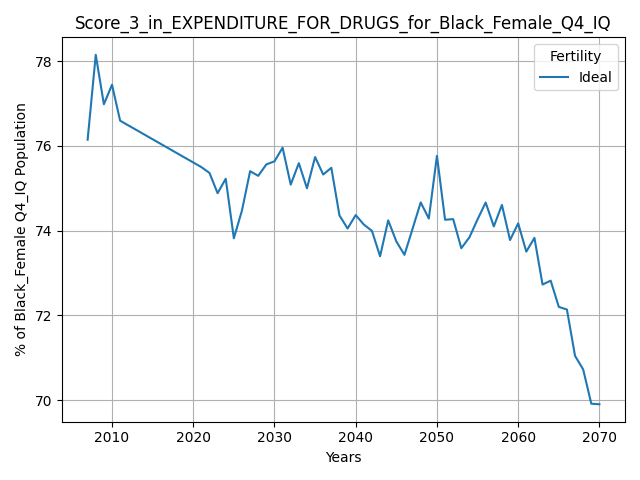 Score_3_in_EXPENDITURE_FOR_DRUGS_for_Black_Female_Q4_IQ
Fertility
Ideal
% of Black_Female Q4_IQ Population
78
76
74
72
70
2010 2020 2030 2040 2050 2060 2070
Years